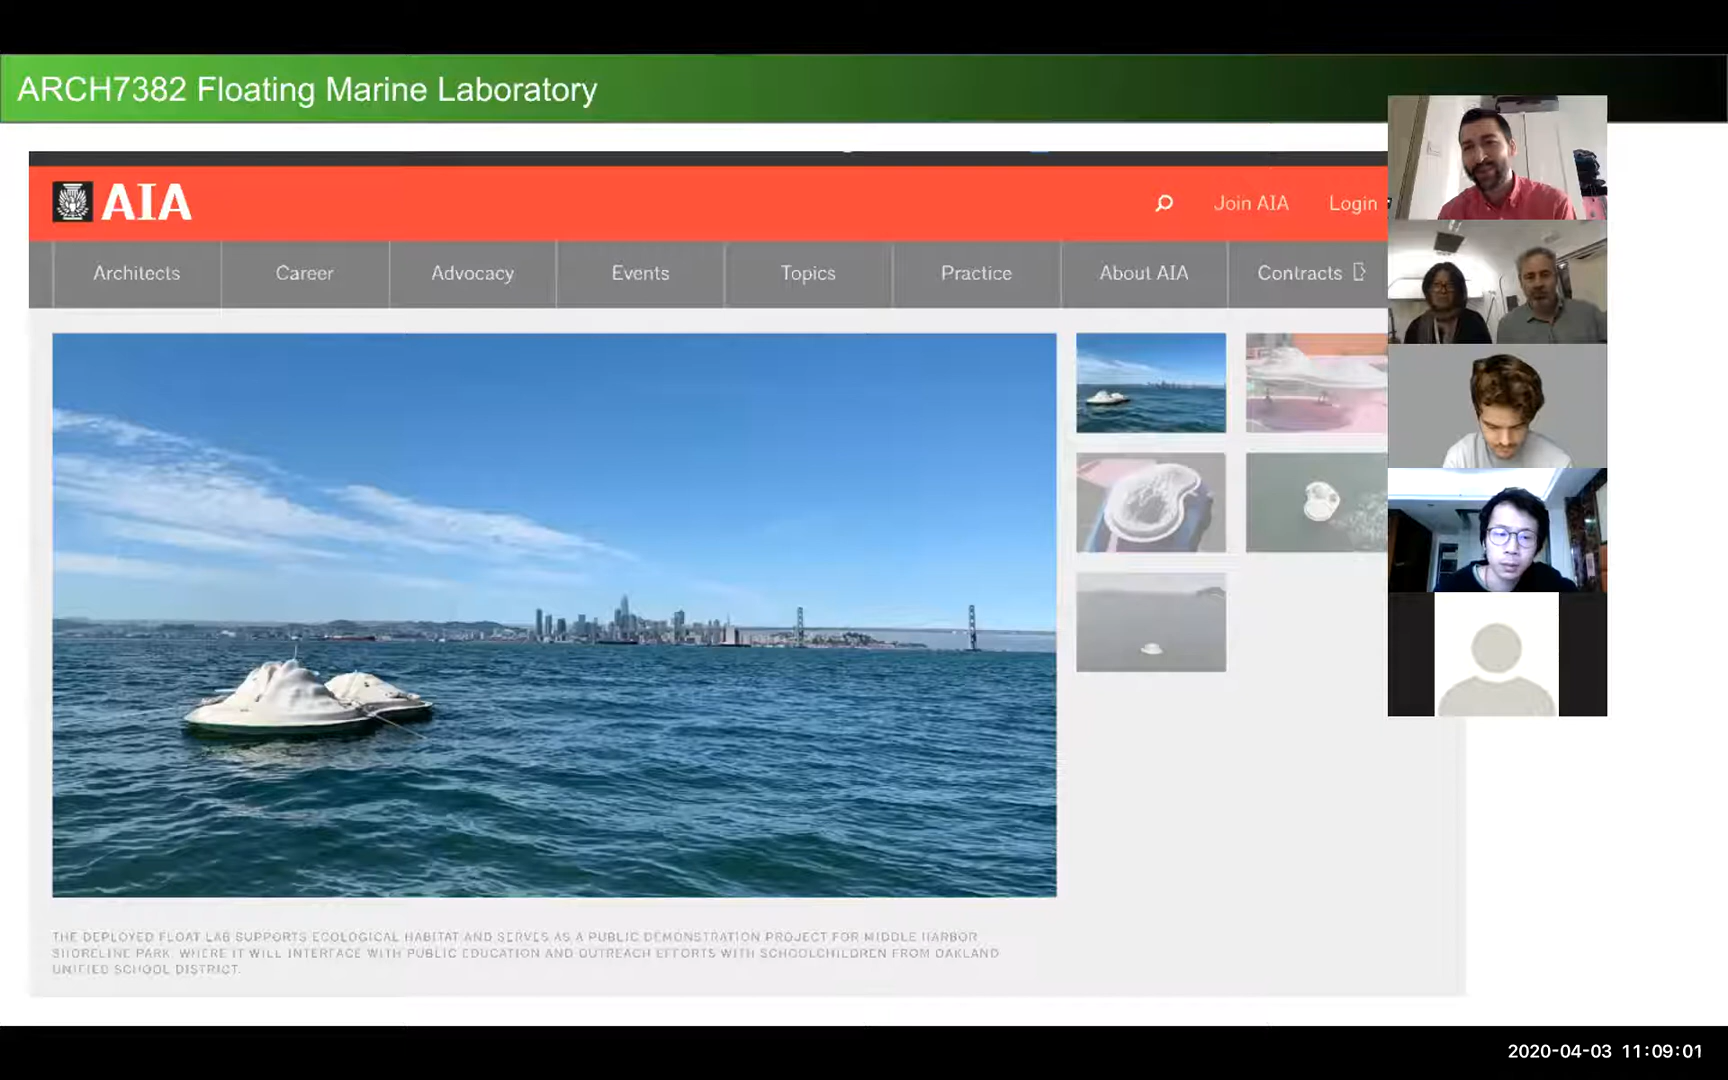 ARCH7382 Floating Marine Laboratory
AIA
Join AIA
Login
Architects
Career
Advocacy
Events
Topics
Practice
About AIA
Contracts
THE DEPLOYED FLOAT LAB SUPPORTS ECOLOGICAL HABITAT AND SERVES AS A PUBLIC DEMONSTRATION PROJECT FOR MIDDLE HARBOR
SHORELINE PARK, WHERE IT WILL INTERFACE WITH PUBLIC EDUCATION AND OUTREACH EFFORTS WITH SCHOOLCHILDREN FROM OAKLAND
UNIFIED SCHOOL DISTRICT.
2020-04-03 11:09:01